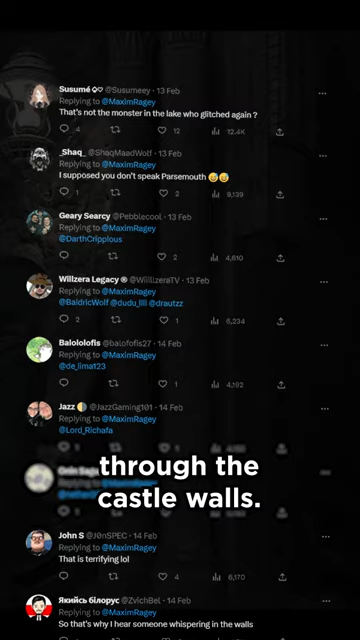 Susumé @Susumeey · 13 Feb
Replying to @MaximRagey
That's not the monster in the lake who glitched again ?
4 12 12.4K
_Shaq_ @ShaqMaadWolf · 13 Feb
Replying to @MaximRagey
I supposed you don't speak Parsemouth 😅😅
1 2 9,139
Geary Searcy @Pebblecool · 13 Feb
Replying to @MaximRagey
@DarthCripplous
2 4,610
Willzera Legacy ® @WiillizeraTV · 13 Feb
Replying to @MaximRagey
@BaldricWolf @dudu_llll @drautzz
2 1 6,234
Balololofis @balofofis27 · 14 Feb
Replying to @MaximRagey
@de_lima123
1 4,192
Jazz 🌗 @JazzGaming101 · 14 Feb
Replying to @MaximRagey
@Lord_Richafa
through the
castle walls.
John S @J0nSPEC · 14 Feb
Replying to @MaximRagey
That is terrifying lol
4 6,170
Якийсь білорус @ZvichBel · 14 Feb
Replying to @MaximRagey
So that's why I hear someone whispering in the walls